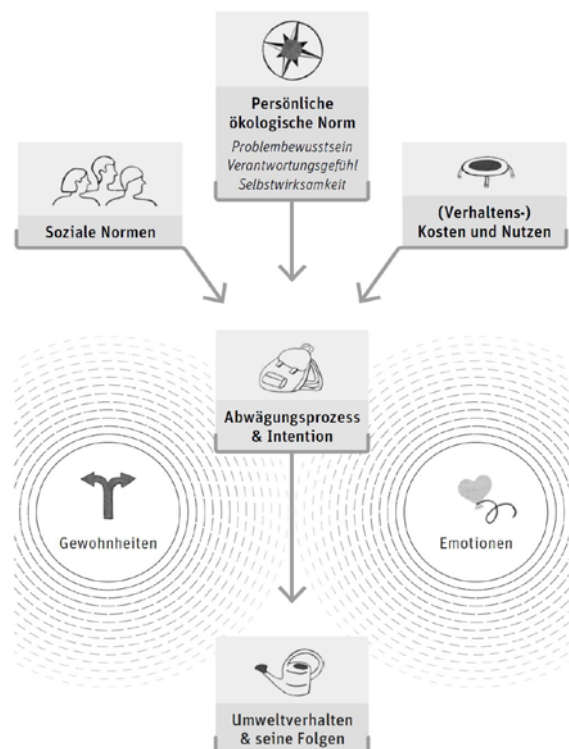 Persönliche
ökologische Norm
Problembewusstsein
Verantwortungsgefühl
Selbstwirksamkeit
Soziale Normen
(Verhaltens-)
Kosten und Nutzen
Abwägungsprozess
& Intention
Gewohnheiten
Emotionen
Umweltverhalten
& seine Folgen